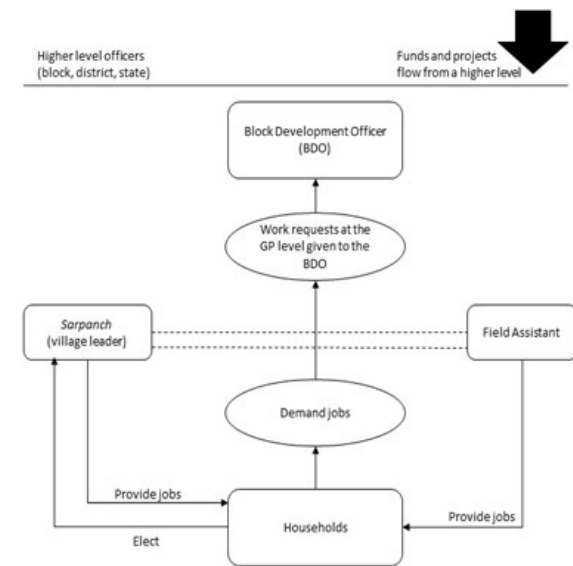 Higher level officers
(block, district, state)
Funds and projects
flow from a higher level
Block Development Officer
(BDO)
Work requests at the
GP level given to the
BDO
Sarpanch
(village leader)
Field Assistant
Demand jobs
Provide jobs
Households
Provide jobs
Elect